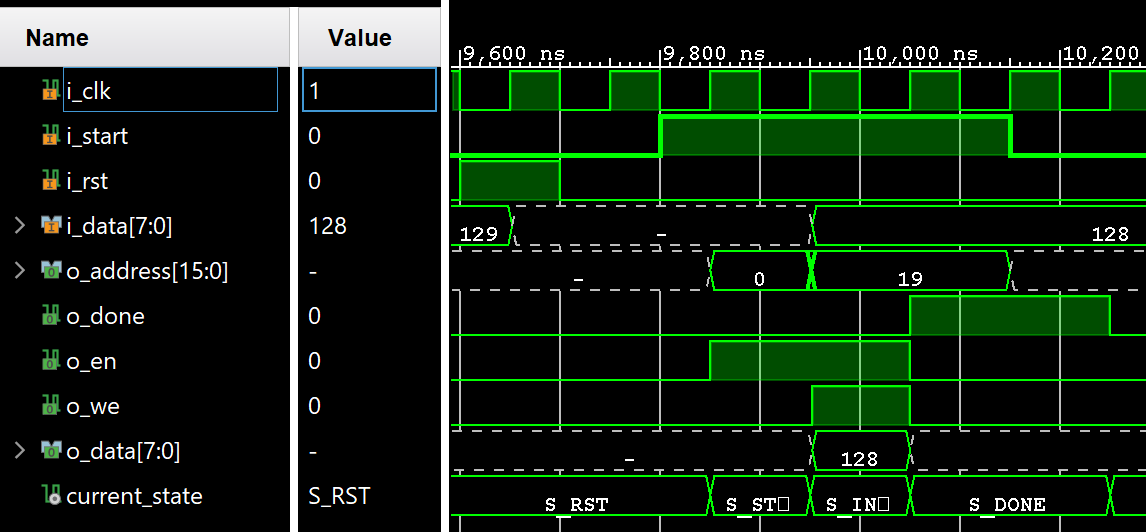 Name Value
9,600 ns 9,800 ns 10,000 ns 10,200
i_clk 1
i_start 0
i_rst 0
i_data[7:0] 128 129 - 128
o_address[15:0] - - 0 19
o_done 0
o_en 0
o_we 0
o_data[7:0] - - 128
current_state S_RST S_RST S_ST□ S_IN□ S_DONE